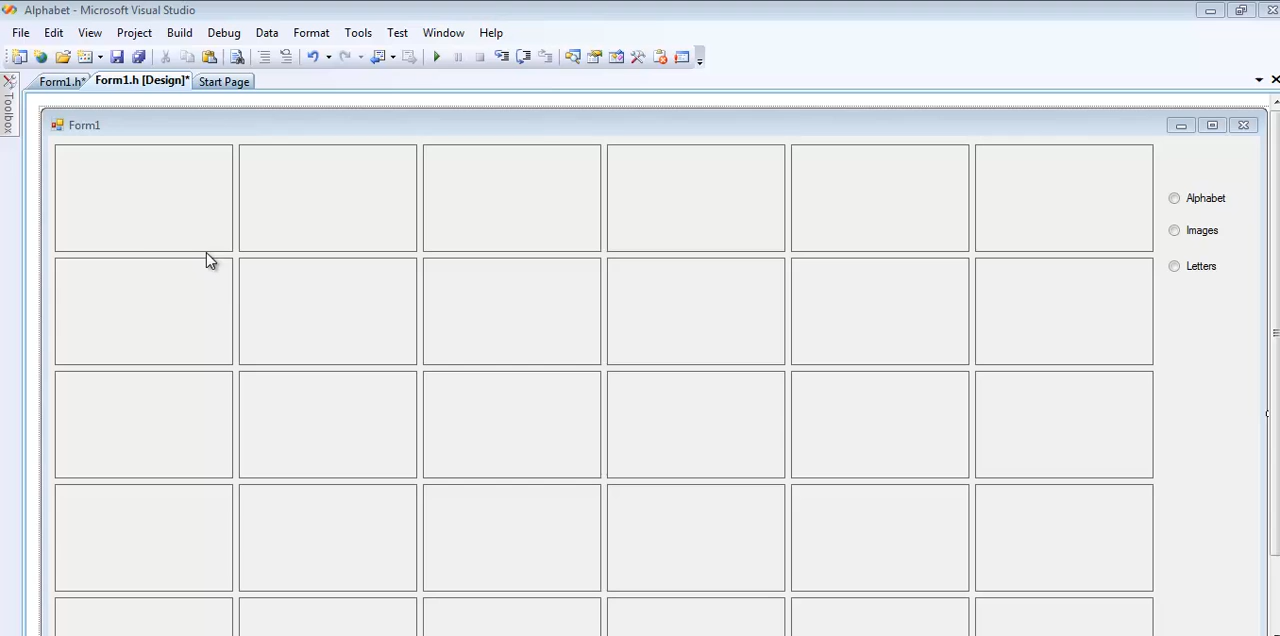 Alphabet - Microsoft Visual Studio
File Edit View Project Build Debug Data Format Tools Test Window Help
Form1.h* Form1.h [Design]* Start Page
Toolbox
Form1
Alphabet
Images
Letters